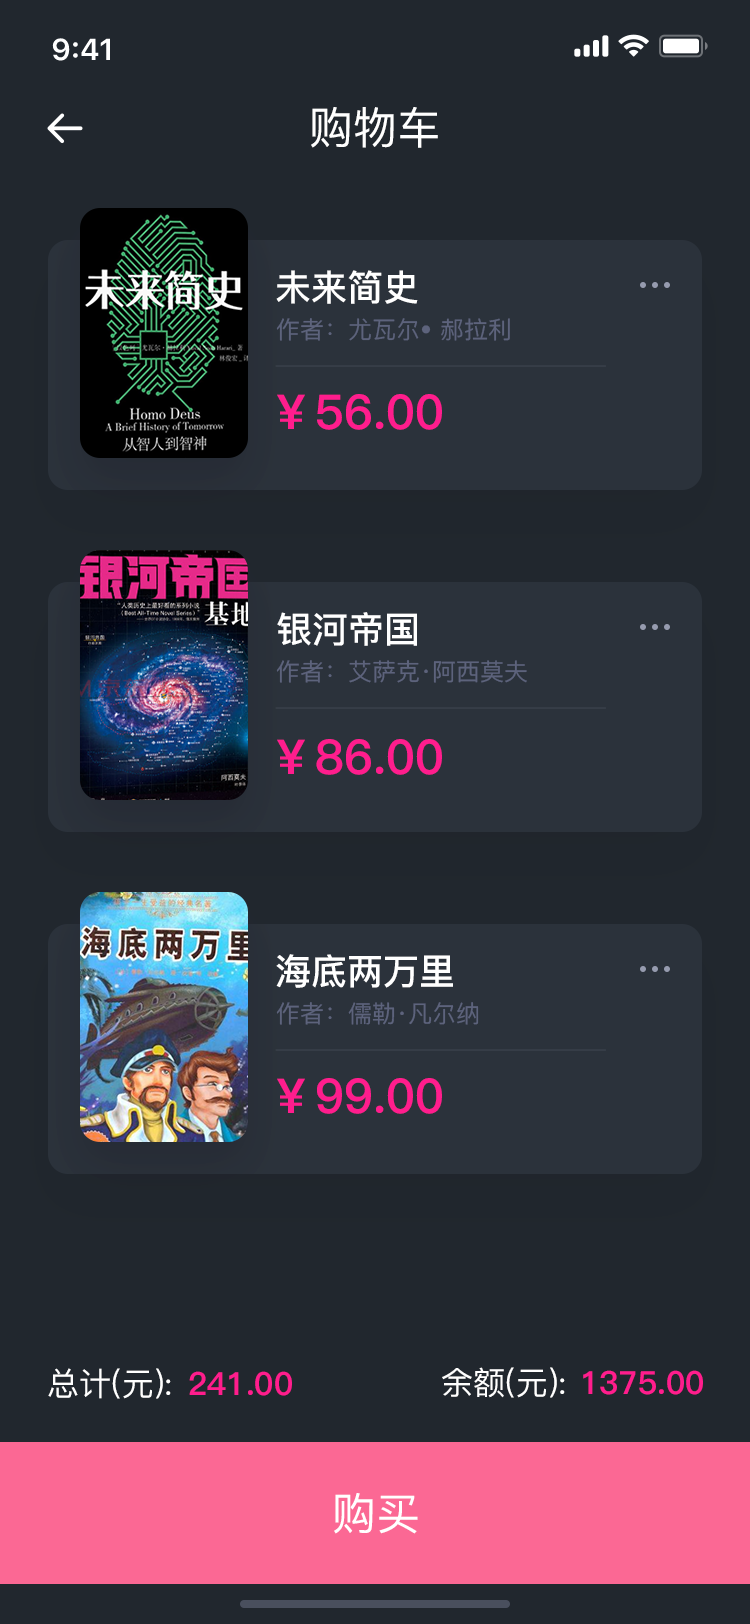 9:41
购物车
未来简史
Homo Deus
A Brief History of Tomorrow
从智人到智神
未来简史
作者：尤瓦尔• 郝拉利
¥ 56.00
银河帝国
“人类历史上最好看的系列小说
(Best All-Time Novel Series)”
基地
阿西莫夫
银河帝国
作者：艾萨克·阿西莫夫
¥ 86.00
海底两万里
海底两万里
作者：儒勒·凡尔纳
¥ 99.00
总计(元): 241.00
余额(元): 1375.00
购买